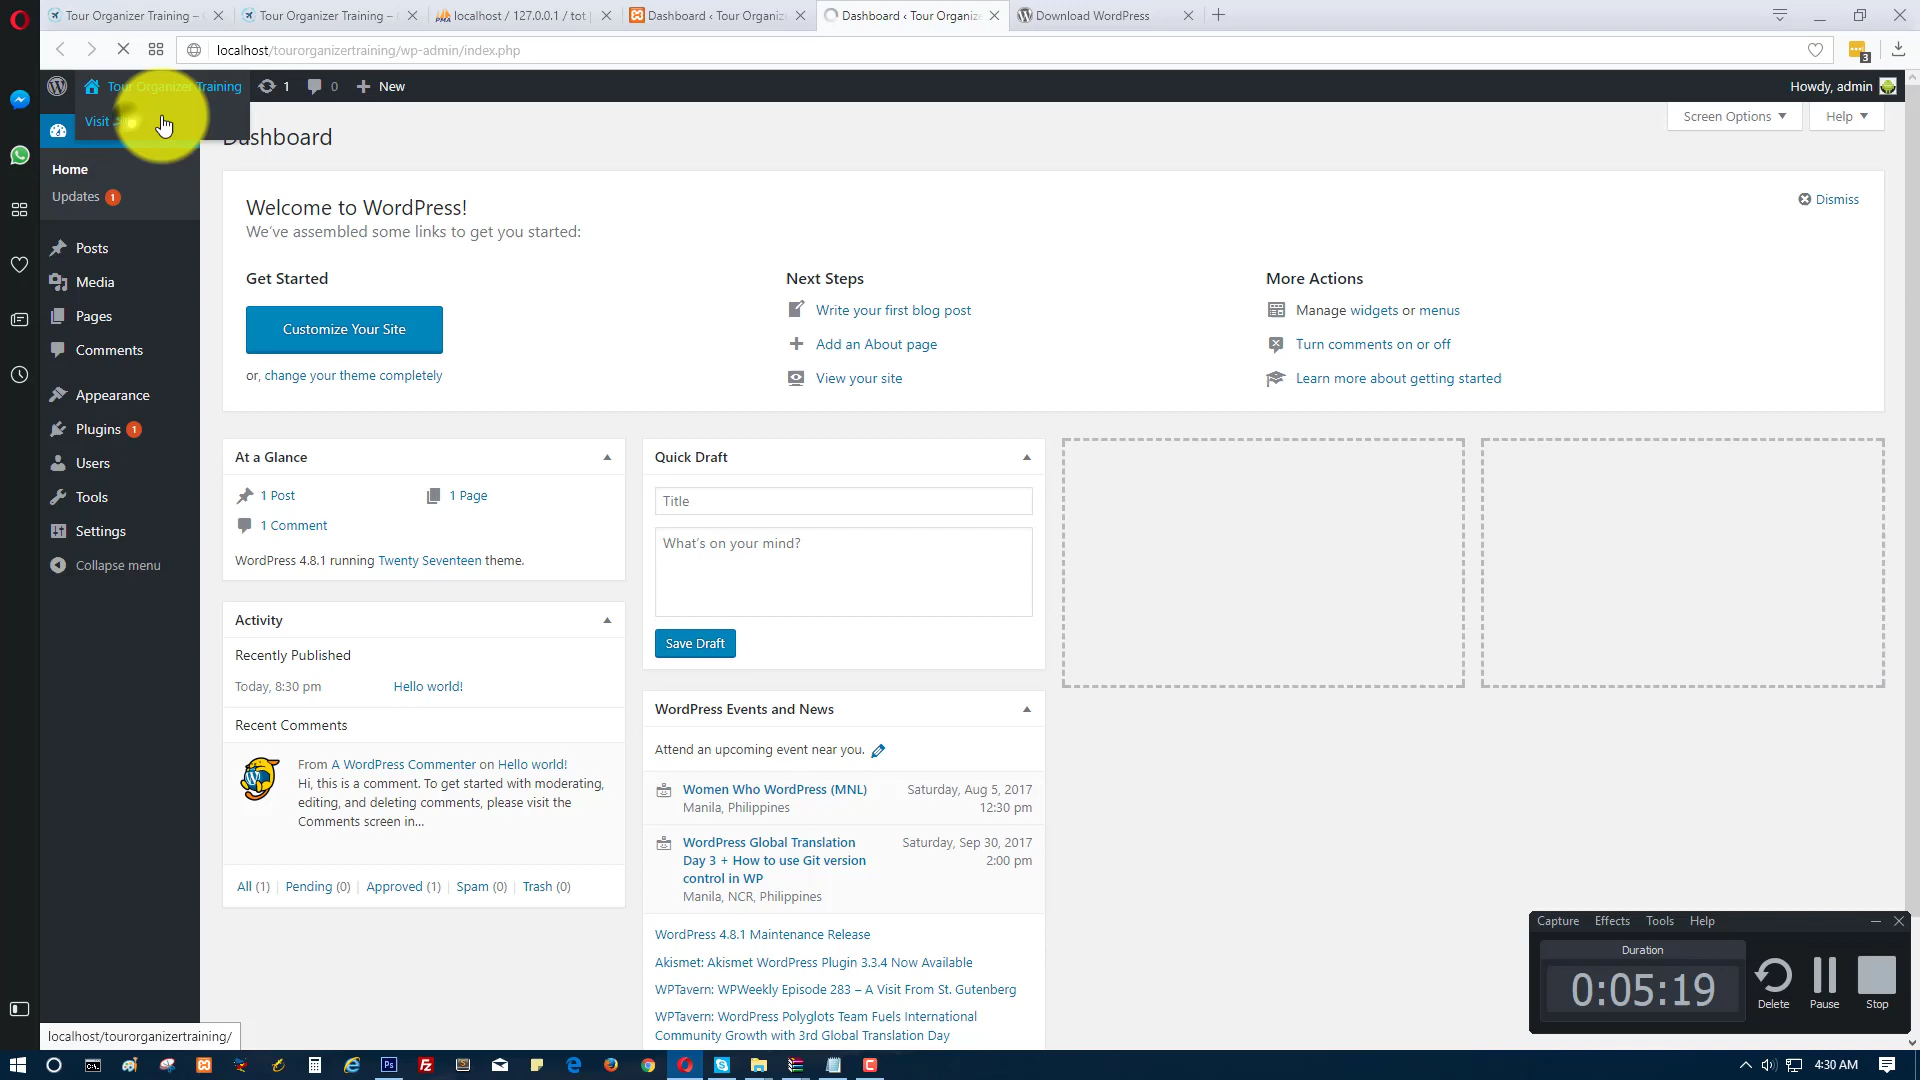 Tour Organizer Training –
Tour Organizer Training –
localhost / 127.0.0.1 / tot
Dashboard ‹ Tour Organiz
Dashboard ‹ Tour Organiz
Download WordPress
localhost/tourorganizertraining/wp-admin/index.php
3
Tour Organizer Training
1
0
New
Howdy, admin
Visit
Dashboard
Screen Options
Help
Home
Updates 1
Posts
Media
Pages
Comments
Appearance
Plugins 1
Users
Tools
Settings
Collapse menu
Welcome to WordPress!
We've assembled some links to get you started:
Dismiss
Get Started
Customize Your Site
or, change your theme completely
Next Steps
Write your first blog post
Add an About page
View your site
More Actions
Manage widgets or menus
Turn comments on or off
Learn more about getting started
At a Glance
1 Post
1 Page
1 Comment
WordPress 4.8.1 running Twenty Seventeen theme.
Activity
Recently Published
Today, 8:30 pm
Hello world!
Recent Comments
From A WordPress Commenter on Hello world!
Hi, this is a comment. To get started with moderating,
editing, and deleting comments, please visit the
Comments screen in…
All (1) | Pending (0) | Approved (1) | Spam (0) | Trash (0)
Quick Draft
Title
What's on your mind?
Save Draft
WordPress Events and News
Attend an upcoming event near you.
Women Who WordPress (MNL)
Manila, Philippines
Saturday, Aug 5, 2017
12:30 pm
WordPress Global Translation
Day 3 + How to use Git version
control in WP
Manila, NCR, Philippines
Saturday, Sep 30, 2017
2:00 pm
WordPress 4.8.1 Maintenance Release
Akismet: Akismet WordPress Plugin 3.3.4 Now Available
WPTavern: WPWeekly Episode 283 – A Visit From St. Gutenberg
WPTavern: WordPress Polyglots Team Fuels International
Community Growth with 3rd Global Translation Day
Capture Effects Tools Help
Duration
0:05:19
Delete
Pause
Stop
localhost/tourorganizertraining/
4:30 AM